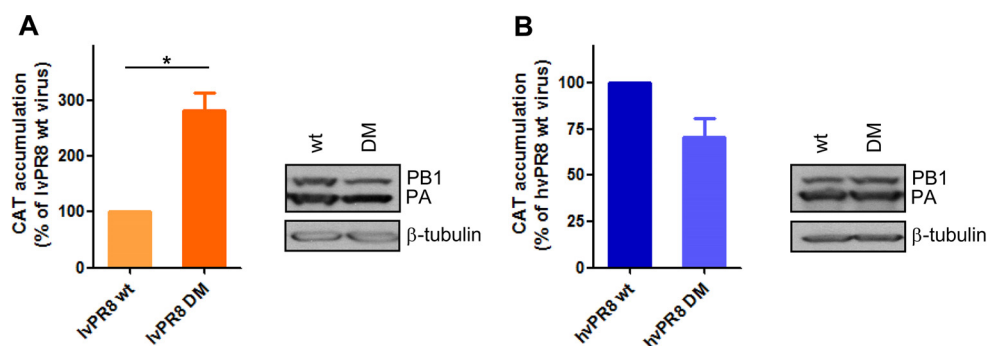 A
CAT accumulation
(% of lvPR8 wt virus)
300
200
100
0
*
lvPR8 wt
lvPR8 DM
wt
DM
PB1
PA
β-tubulin
B
CAT accumulation
(% of hvPR8 wt virus)
100
75
50
25
0
hvPR8 wt
hvPR8 DM
wt
DM
PB1
PA
β-tubulin